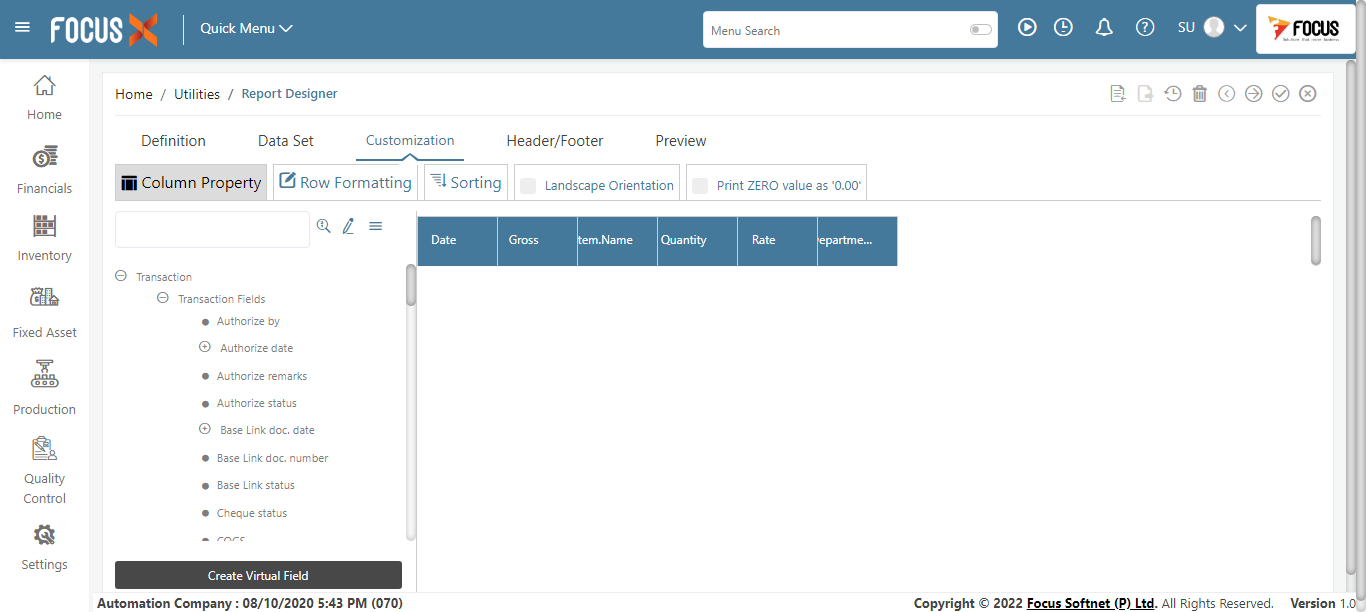 FOCUS X
Quick Menu
Menu Search
SU
FOCUS
Home
Financials
Inventory
Fixed Asset
Production
Quality
Control
Settings
Home / Utilities / Report Designer
Definition
Data Set
Customization
Header/Footer
Preview
Column Property
Row Formatting
Sorting
Landscape Orientation
Print ZERO value as '0.00'
Transaction
Transaction Fields
Authorize by
Authorize date
Authorize remarks
Authorize status
Base Link doc. date
Base Link doc. number
Base Link status
Cheque status
COGS
Create Virtual Field
Date
Gross
tem.Name
Quantity
Rate
epartme...
Automation Company : 08/10/2020 5:43 PM (070)
Copyright © 2022 Focus Softnet (P) Ltd. All Rights Reserved.
Version 1.0